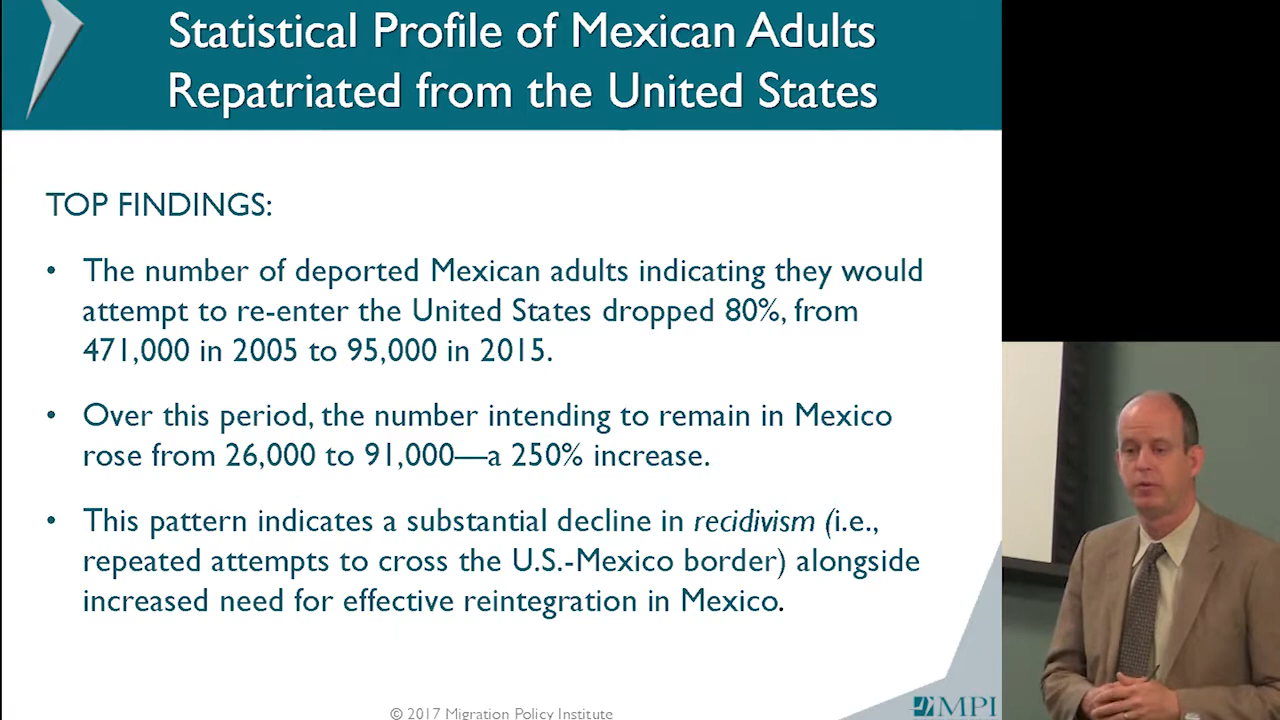 Statistical Profile of Mexican Adults
Repatriated from the United States
TOP FINDINGS:
• The number of deported Mexican adults indicating they would
attempt to re-enter the United States dropped 80%, from
471,000 in 2005 to 95,000 in 2015.
• Over this period, the number intending to remain in Mexico
rose from 26,000 to 91,000—a 250% increase.
• This pattern indicates a substantial decline in recidivism (i.e.,
repeated attempts to cross the U.S.-Mexico border) alongside
increased need for effective reintegration in Mexico.
© 2017 Migration Policy Institute
MPI